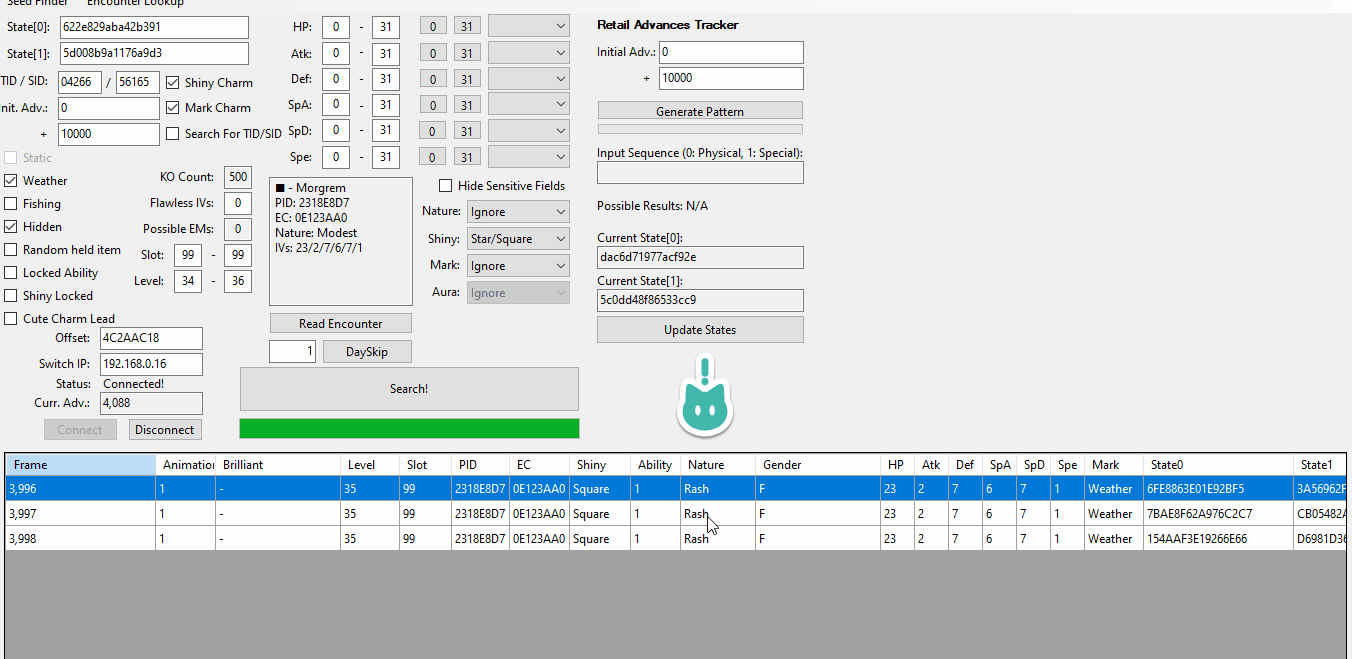 Seed Finder Encounter Lookup
State[0]: 622e829aba42b391
State[1]: 5d008b9a1176a9d3
TID / SID: 04266 / 56165 Shiny Charm
Init. Adv.: 0 Mark Charm
+ 10000 Search For TID/SID
Static
Weather
Fishing
Hidden
Random held item
Locked Ability
Shiny Locked
Cute Charm Lead
KO Count: 500
Flawless IVs: 0
Possible EMs: 0
Slot: 99 - 99
Level: 34 - 36
Offset: 4C2AAC18
Switch IP: 192.168.0.16
Status: Connected!
Curr. Adv.: 4,088
Connect Disconnect
HP: 0 - 31 0 31
Atk: 0 - 31 0 31
Def: 0 - 31 0 31
SpA: 0 - 31 0 31
SpD: 0 - 31 0 31
Spe: 0 - 31 0 31
■ - Morgrem
PID: 2318E8D7
EC: 0E123AA0
Nature: Modest
IVs: 23/2/7/6/7/1
Hide Sensitive Fields
Nature: Ignore
Shiny: Star/Square
Mark: Ignore
Aura: Ignore
Read Encounter
1 DaySkip
Search!
Retail Advances Tracker
Initial Adv.: 0
+ 10000
Generate Pattern
Input Sequence (0: Physical, 1: Special):
Possible Results: N/A
Current State[0]:
dac6d71977acf92e
Current State[1]:
5c0dd48f86533cc9
Update States
Frame Animation Brilliant Level Slot PID EC Shiny Ability Nature Gender HP Atk Def SpA SpD Spe Mark State0 State1
3,996 1 - 35 99 2318E8D7 0E123AA0 Square 1 Rash F 23 2 7 6 7 1 Weather 6FE8863E01E92BF5 3A56962F
3,997 1 - 35 99 2318E8D7 0E123AA0 Square 1 Rash F 23 2 7 6 7 1 Weather 7BAE8F62A976C2C7 CB05482A
3,998 1 - 35 99 2318E8D7 0E123AA0 Square 1 Rash F 23 2 7 6 7 1 Weather 154AAF3E19266E66 D6981D36